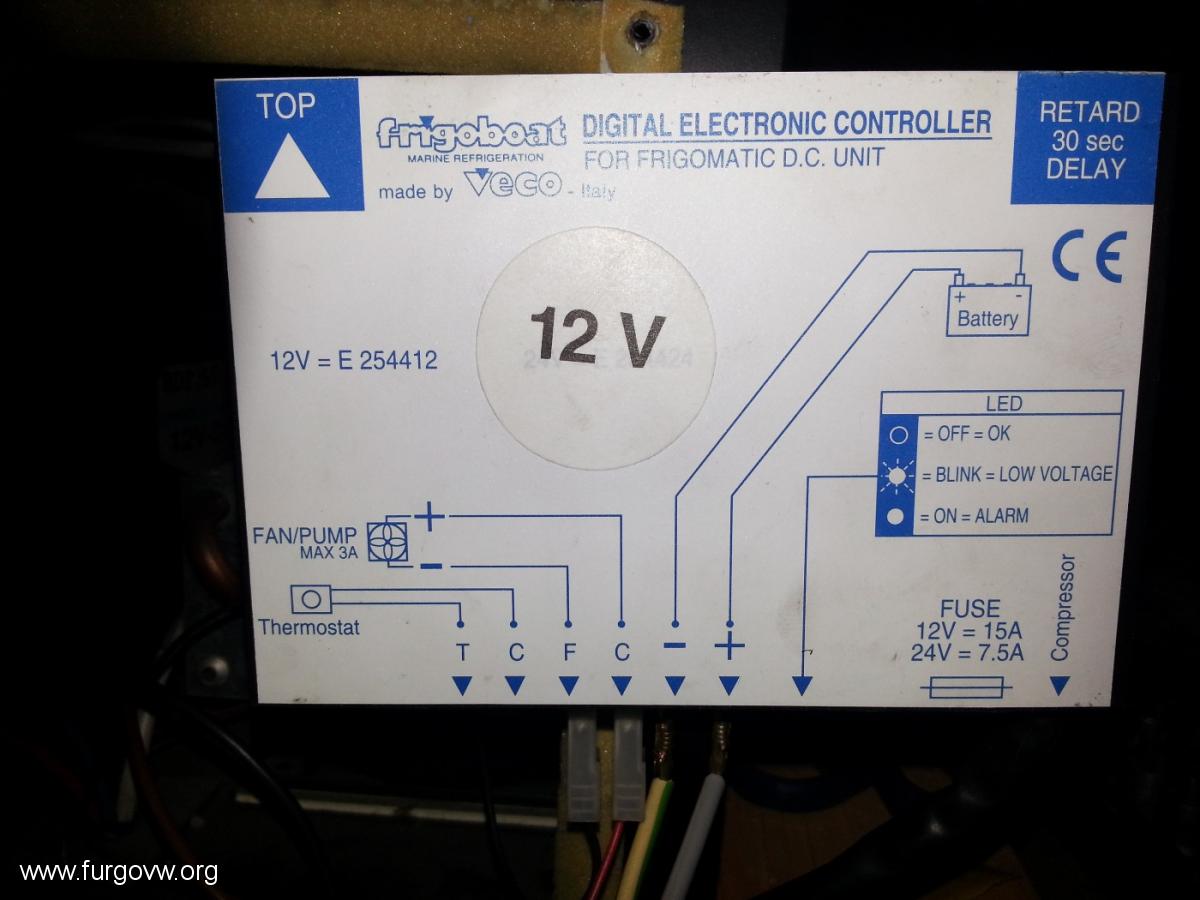 TOP
frigoboat
MARINE REFRIGERATION
made by Veco - Italy
DIGITAL ELECTRONIC CONTROLLER
FOR FRIGOMATIC D.C. UNIT
RETARD
30 sec
DELAY
CE
+ -
Battery
12V = E 254412
12 V
LED
= OFF = OK
= BLINK = LOW VOLTAGE
= ON = ALARM
FAN/PUMP
MAX 3A
+
-
Thermostat
T C F C - +
FUSE
12V = 15A
24V = 7.5A
Compressor
www.furgovw.org